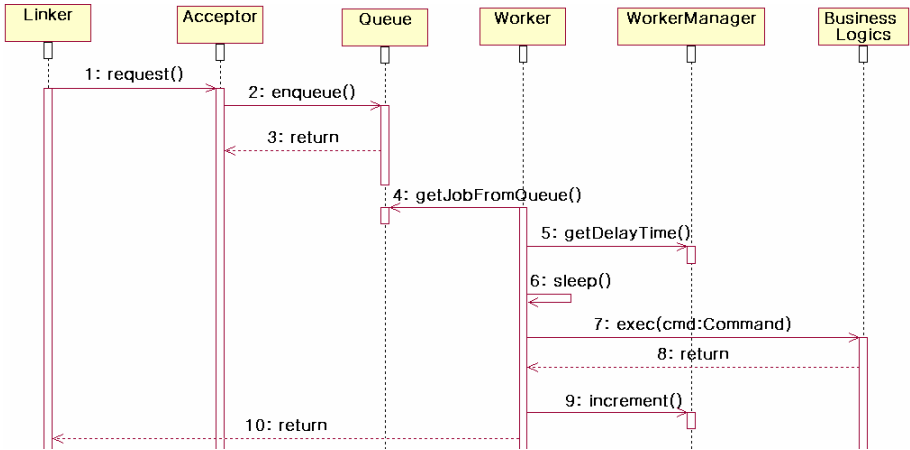 Linker
Acceptor
Queue
Worker
WorkerManager
Business
Logics
1: request()
2: enqueue()
3: return
4: getJobFromQueue()
5: getDelayTime()
6: sleep()
7: exec(cmd:Command)
8: return
9: increment()
10: return